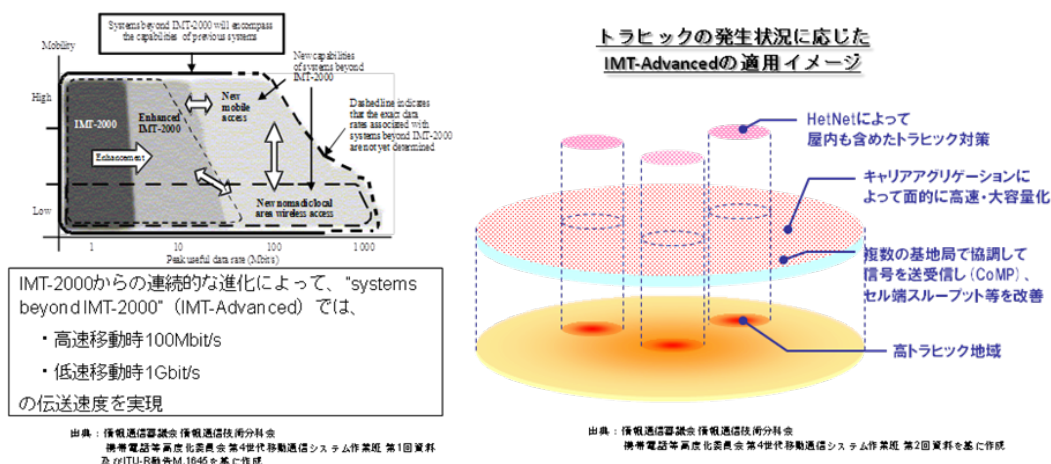 Systems beyond IMT-2000 will encompass
the capabilities of previous systems
Mobility
High
Low
IMT-2000
Enhanced
IMT-2000
Enhancement
New
mobile
access
New nomadic/local
area wireless access
New capabilities
of systems beyond
IMT-2000
Dashed line indicates
that the exact data
rates associated with
systems beyond IMT-2000
are not yet determined
1
10
100
1 000
Peak useful data rate (Mbit/s)
IMT-2000からの連続的な進化によって、"systems
beyond IMT-2000"（IMT-Advanced）では、
・高速移動時100Mbit/s
・低速移動時1Gbit/s
の伝送速度を実現
出典：情報通信審議会 情報通信技術分科会
携帯電話等高度化委員会 第4世代移動通信システム作業班 第1回資料
及びITU-R勧告M.1645を基に作成
トラヒックの発生状況に応じた
IMT-Advancedの適用イメージ
HetNetによって
屋内も含めたトラヒック対策
キャリアアグリゲーションに
よって面的に高速・大容量化
複数の基地局で協調して
信号を送受信し（CoMP）、
セル端スループット等を改善
高トラヒック地域
出典：情報通信審議会 情報通信技術分科会
携帯電話等高度化委員会 第4世代移動通信システム作業班 第2回資料を基に作成